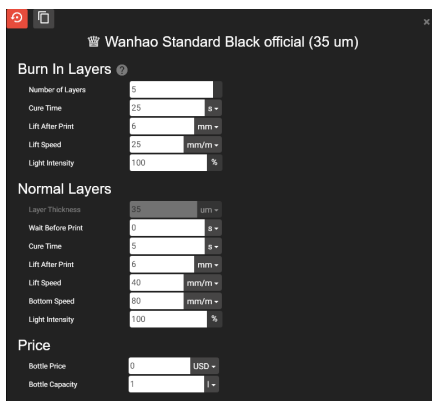 Wanhao Standard Black official (35 um)
Burn In Layers
Number of Layers 5
Cure Time 25 s
Lift After Print 6 mm
Lift Speed 25 mm/m
Light Intensity 100 %
Normal Layers
Layer Thickness 35 um
Wait Before Print 0 s
Cure Time 5 s
Lift After Print 6 mm
Lift Speed 40 mm/m
Bottom Speed 80 mm/m
Light Intensity 100 %
Price
Bottle Price 0 USD
Bottle Capacity 1 l